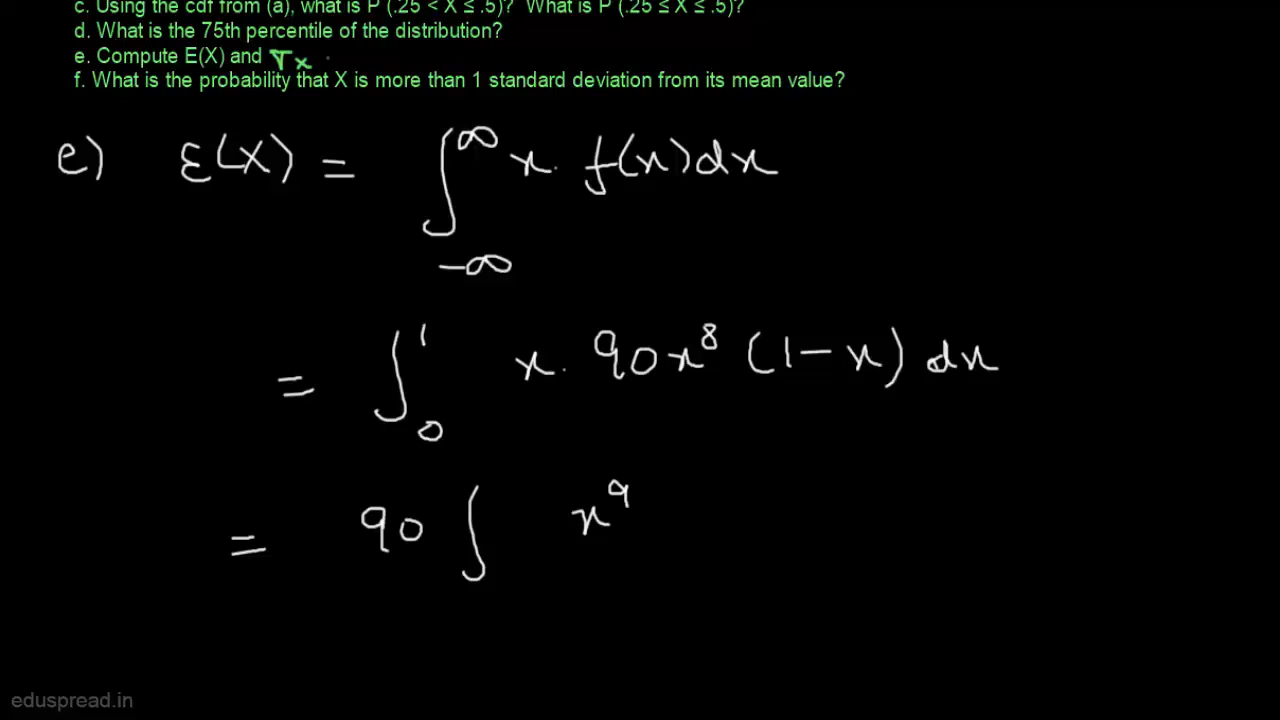 c. Using the cdf from (a), what is P (.25 < X ≤ .5)? What is P (.25 ≤ X ≤ .5)?
d. What is the 75th percentile of the distribution?
e. Compute E(X) and σx
f. What is the probability that X is more than 1 standard deviation from its mean value?
e) E(X) = ∫_{-∞}^{∞} x. f(x)dx
= ∫_0^1 x. 90x^8 (1-x) dx
= 90 ∫ x^9
eduspread.in